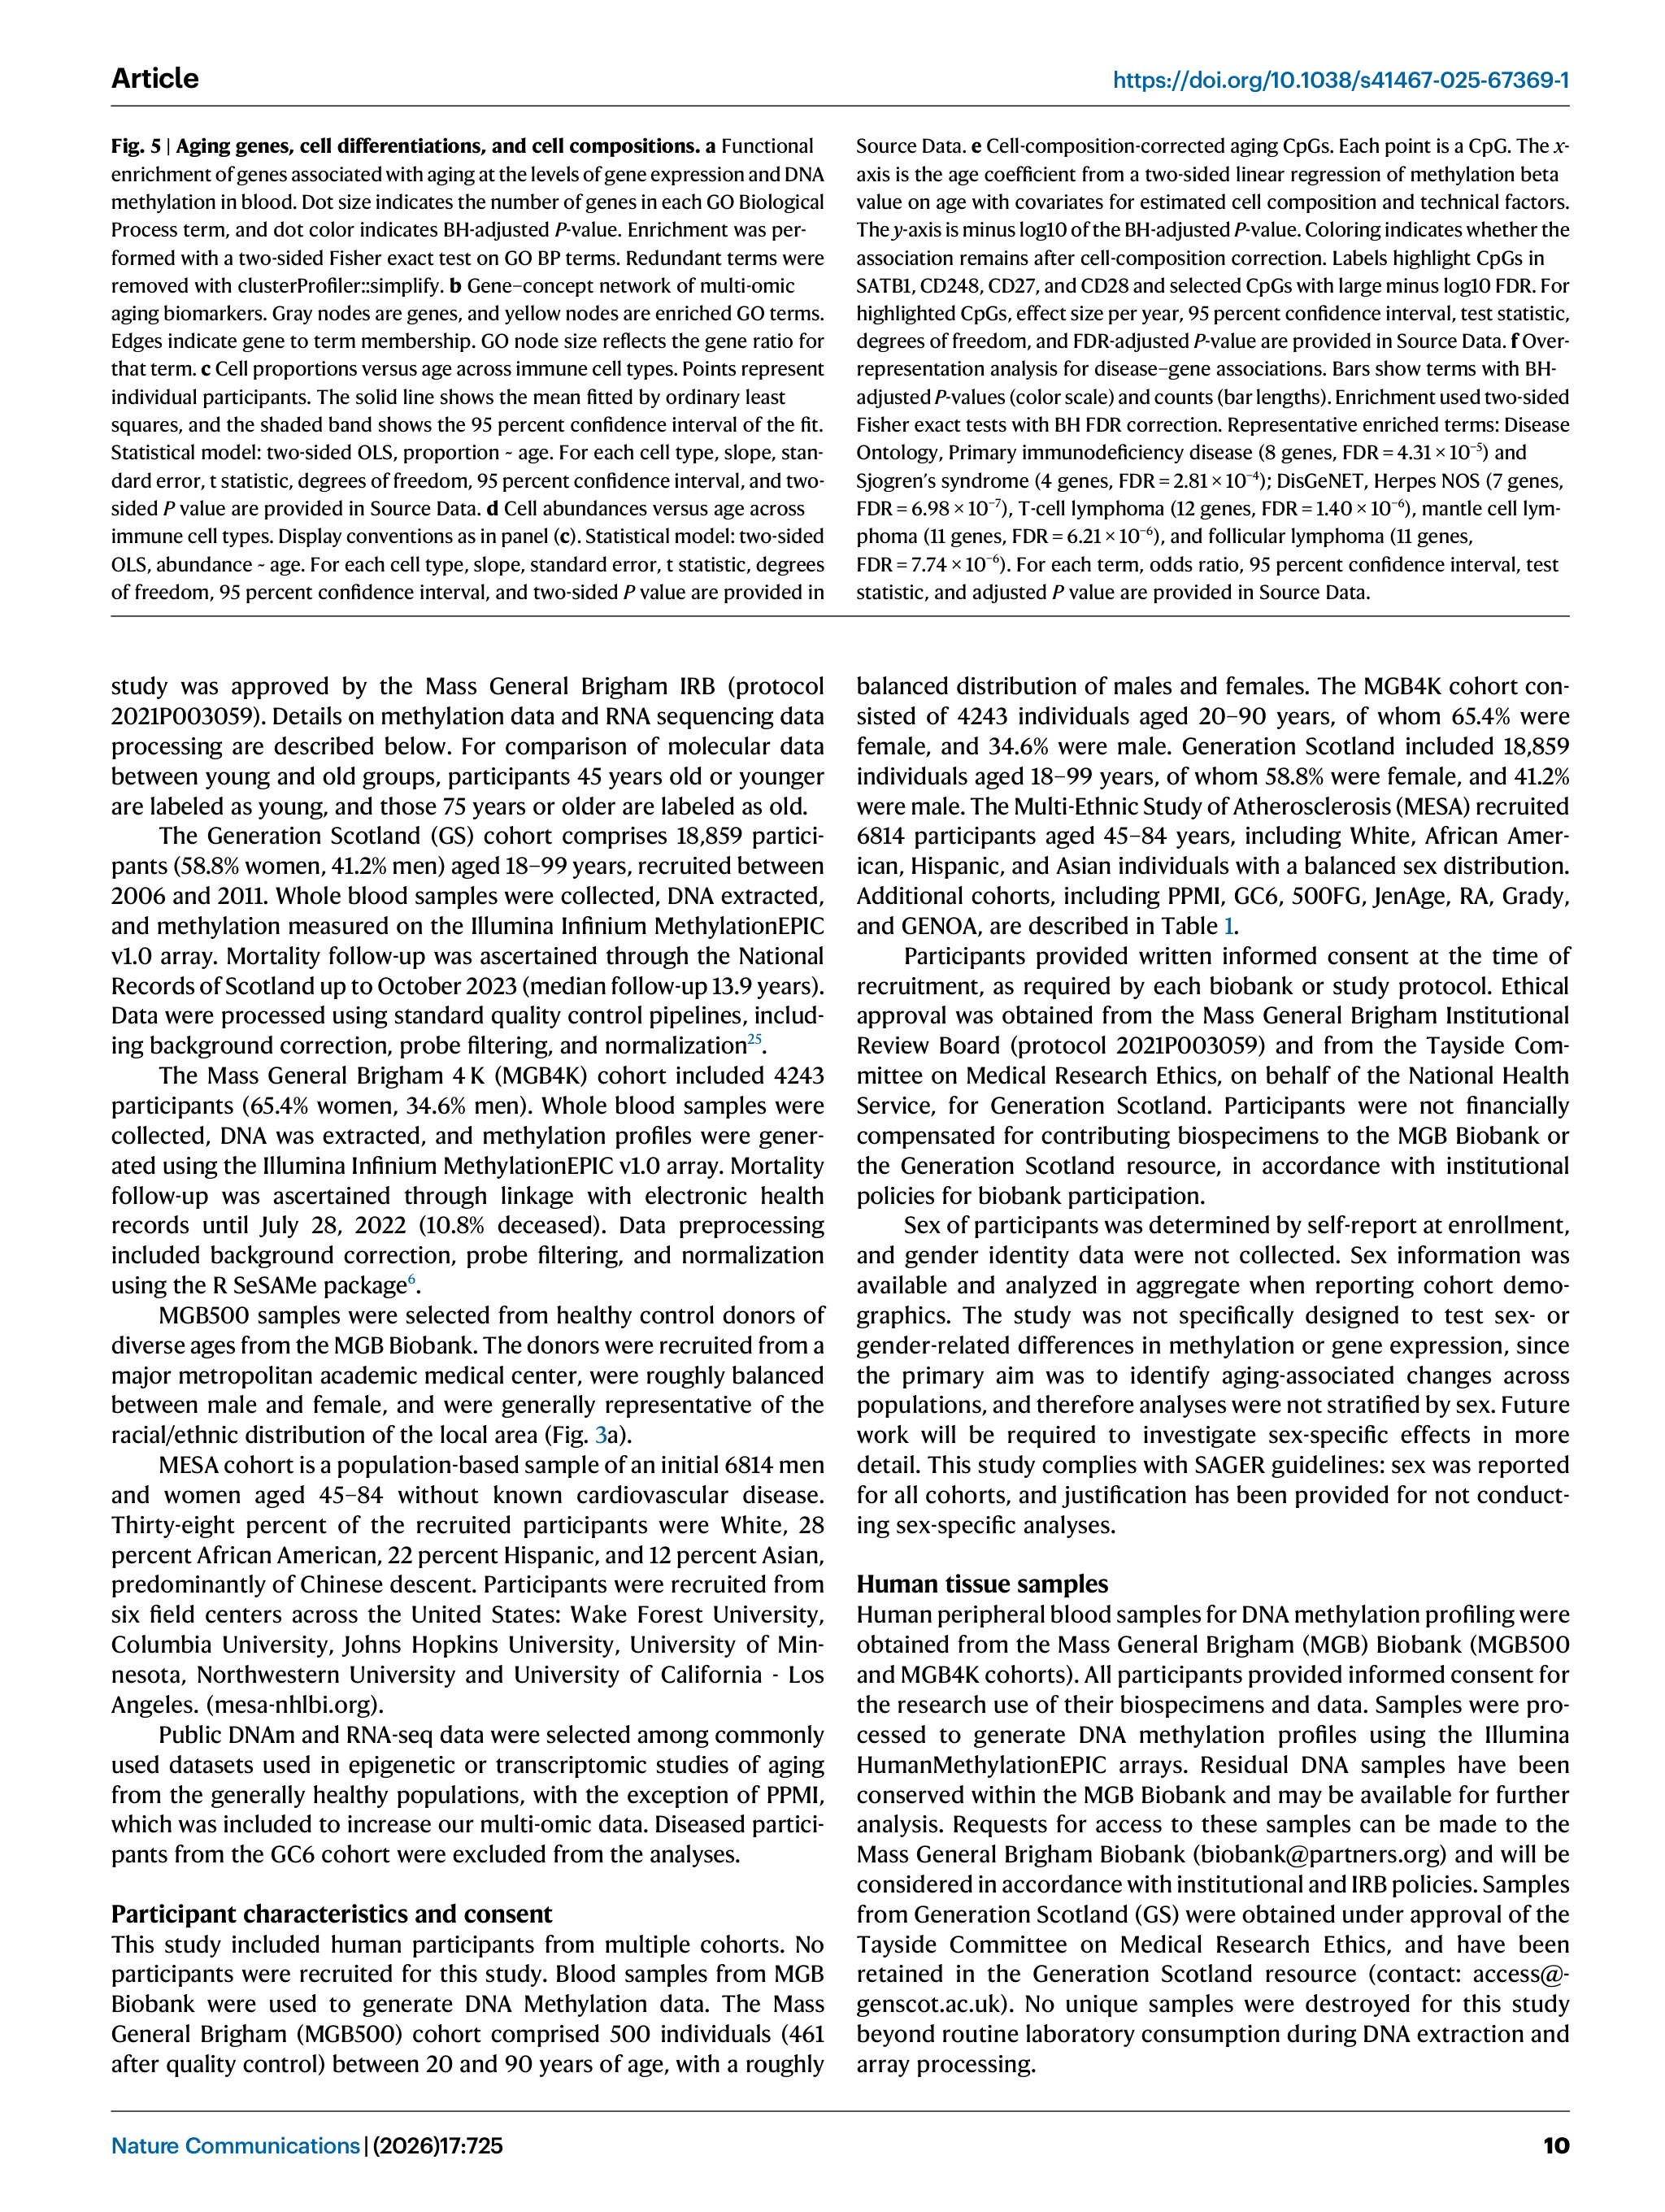 Article
https://doi.org/10.1038/s41467-025-67369-1
Fig. 5 | Aging genes, cell differentiations, and cell compositions. a Functional
enrichment of genes associated with aging at the levels of gene expression and DNA
methylation in blood. Dot size indicates the number of genes in each GO Biological
Process term, and dot color indicates BH-adjusted P-value. Enrichment was per-
formed with a two-sided Fisher exact test on GO BP terms. Redundant terms were
removed with clusterProfiler::simplify. b Gene–concept network of multi-omic
aging biomarkers. Gray nodes are genes, and yellow nodes are enriched GO terms.
Edges indicate gene to term membership. GO node size reflects the gene ratio for
that term. c Cell proportions versus age across immune cell types. Points represent
individual participants. The solid line shows the mean fitted by ordinary least
squares, and the shaded band shows the 95 percent confidence interval of the fit.
Statistical model: two-sided OLS, proportion ~ age. For each cell type, slope, stan-
dard error, t statistic, degrees of freedom, 95 percent confidence interval, and two-
sided P value are provided in Source Data. d Cell abundances versus age across
immune cell types. Display conventions as in panel (c). Statistical model: two-sided
OLS, abundance ~ age. For each cell type, slope, standard error, t statistic, degrees
of freedom, 95 percent confidence interval, and two-sided P value are provided in
Source Data. e Cell-composition-corrected aging CpGs. Each point is a CpG. The x-
axis is the age coefficient from a two-sided linear regression of methylation beta
value on age with covariates for estimated cell composition and technical factors.
The y-axis is minus log10 of the BH-adjusted P-value. Coloring indicates whether the
association remains after cell-composition correction. Labels highlight CpGs in
SATB1, CD248, CD27, and CD28 and selected CpGs with large minus log10 FDR. For
highlighted CpGs, effect size per year, 95 percent confidence interval, test statistic,
degrees of freedom, and FDR-adjusted P-value are provided in Source Data. f Over-
representation analysis for disease–gene associations. Bars show terms with BH-
adjusted P-values (color scale) and counts (bar lengths). Enrichment used two-sided
Fisher exact tests with BH FDR correction. Representative enriched terms: Disease
Ontology, Primary immunodeficiency disease (8 genes, FDR = 4.31 × 10⁻⁵) and
Sjogren's syndrome (4 genes, FDR = 2.81 × 10⁻⁴); DisGeNET, Herpes NOS (7 genes,
FDR = 6.98 × 10⁻⁷), T-cell lymphoma (12 genes, FDR = 1.40 × 10⁻⁶), mantle cell lym-
phoma (11 genes, FDR = 6.21 × 10⁻⁶), and follicular lymphoma (11 genes,
FDR = 7.74 × 10⁻⁶). For each term, odds ratio, 95 percent confidence interval, test
statistic, and adjusted P value are provided in Source Data.
study was approved by the Mass General Brigham IRB (protocol
2021P003059). Details on methylation data and RNA sequencing data
processing are described below. For comparison of molecular data
between young and old groups, participants 45 years old or younger
are labeled as young, and those 75 years or older are labeled as old.
The Generation Scotland (GS) cohort comprises 18,859 partici-
pants (58.8% women, 41.2% men) aged 18–99 years, recruited between
2006 and 2011. Whole blood samples were collected, DNA extracted,
and methylation measured on the Illumina Infinium MethylationEPIC
v1.0 array. Mortality follow-up was ascertained through the National
Records of Scotland up to October 2023 (median follow-up 13.9 years).
Data were processed using standard quality control pipelines, includ-
ing background correction, probe filtering, and normalization²⁵.
The Mass General Brigham 4 K (MGB4K) cohort included 4243
participants (65.4% women, 34.6% men). Whole blood samples were
collected, DNA was extracted, and methylation profiles were gener-
ated using the Illumina Infinium MethylationEPIC v1.0 array. Mortality
follow-up was ascertained through linkage with electronic health
records until July 28, 2022 (10.8% deceased). Data preprocessing
included background correction, probe filtering, and normalization
using the R SeSAMe package⁶.
MGB500 samples were selected from healthy control donors of
diverse ages from the MGB Biobank. The donors were recruited from a
major metropolitan academic medical center, were roughly balanced
between male and female, and were generally representative of the
racial/ethnic distribution of the local area (Fig. 3a).
MESA cohort is a population-based sample of an initial 6814 men
and women aged 45–84 without known cardiovascular disease.
Thirty-eight percent of the recruited participants were White, 28
percent African American, 22 percent Hispanic, and 12 percent Asian,
predominantly of Chinese descent. Participants were recruited from
six field centers across the United States: Wake Forest University,
Columbia University, Johns Hopkins University, University of Min-
nesota, Northwestern University and University of California - Los
Angeles. (mesa-nhlbi.org).
Public DNAm and RNA-seq data were selected among commonly
used datasets used in epigenetic or transcriptomic studies of aging
from the generally healthy populations, with the exception of PPMI,
which was included to increase our multi-omic data. Diseased partici-
pants from the GC6 cohort were excluded from the analyses.
Participant characteristics and consent
This study included human participants from multiple cohorts. No
participants were recruited for this study. Blood samples from MGB
Biobank were used to generate DNA Methylation data. The Mass
General Brigham (MGB500) cohort comprised 500 individuals (461
after quality control) between 20 and 90 years of age, with a roughly
balanced distribution of males and females. The MGB4K cohort con-
sisted of 4243 individuals aged 20–90 years, of whom 65.4% were
female, and 34.6% were male. Generation Scotland included 18,859
individuals aged 18–99 years, of whom 58.8% were female, and 41.2%
were male. The Multi-Ethnic Study of Atherosclerosis (MESA) recruited
6814 participants aged 45–84 years, including White, African Amer-
ican, Hispanic, and Asian individuals with a balanced sex distribution.
Additional cohorts, including PPMI, GC6, 500FG, JenAge, RA, Grady,
and GENOA, are described in Table 1.
Participants provided written informed consent at the time of
recruitment, as required by each biobank or study protocol. Ethical
approval was obtained from the Mass General Brigham Institutional
Review Board (protocol 2021P003059) and from the Tayside Com-
mittee on Medical Research Ethics, on behalf of the National Health
Service, for Generation Scotland. Participants were not financially
compensated for contributing biospecimens to the MGB Biobank or
the Generation Scotland resource, in accordance with institutional
policies for biobank participation.
Sex of participants was determined by self-report at enrollment,
and gender identity data were not collected. Sex information was
available and analyzed in aggregate when reporting cohort demo-
graphics. The study was not specifically designed to test sex- or
gender-related differences in methylation or gene expression, since
the primary aim was to identify aging-associated changes across
populations, and therefore analyses were not stratified by sex. Future
work will be required to investigate sex-specific effects in more
detail. This study complies with SAGER guidelines: sex was reported
for all cohorts, and justification has been provided for not conduct-
ing sex-specific analyses.
Human tissue samples
Human peripheral blood samples for DNA methylation profiling were
obtained from the Mass General Brigham (MGB) Biobank (MGB500
and MGB4K cohorts). All participants provided informed consent for
the research use of their biospecimens and data. Samples were pro-
cessed to generate DNA methylation profiles using the Illumina
HumanMethylationEPIC arrays. Residual DNA samples have been
conserved within the MGB Biobank and may be available for further
analysis. Requests for access to these samples can be made to the
Mass General Brigham Biobank (biobank@partners.org) and will be
considered in accordance with institutional and IRB policies. Samples
from Generation Scotland (GS) were obtained under approval of the
Tayside Committee on Medical Research Ethics, and have been
retained in the Generation Scotland resource (contact: access@-
genscot.ac.uk). No unique samples were destroyed for this study
beyond routine laboratory consumption during DNA extraction and
array processing.
Nature Communications | (2026)17:725
10